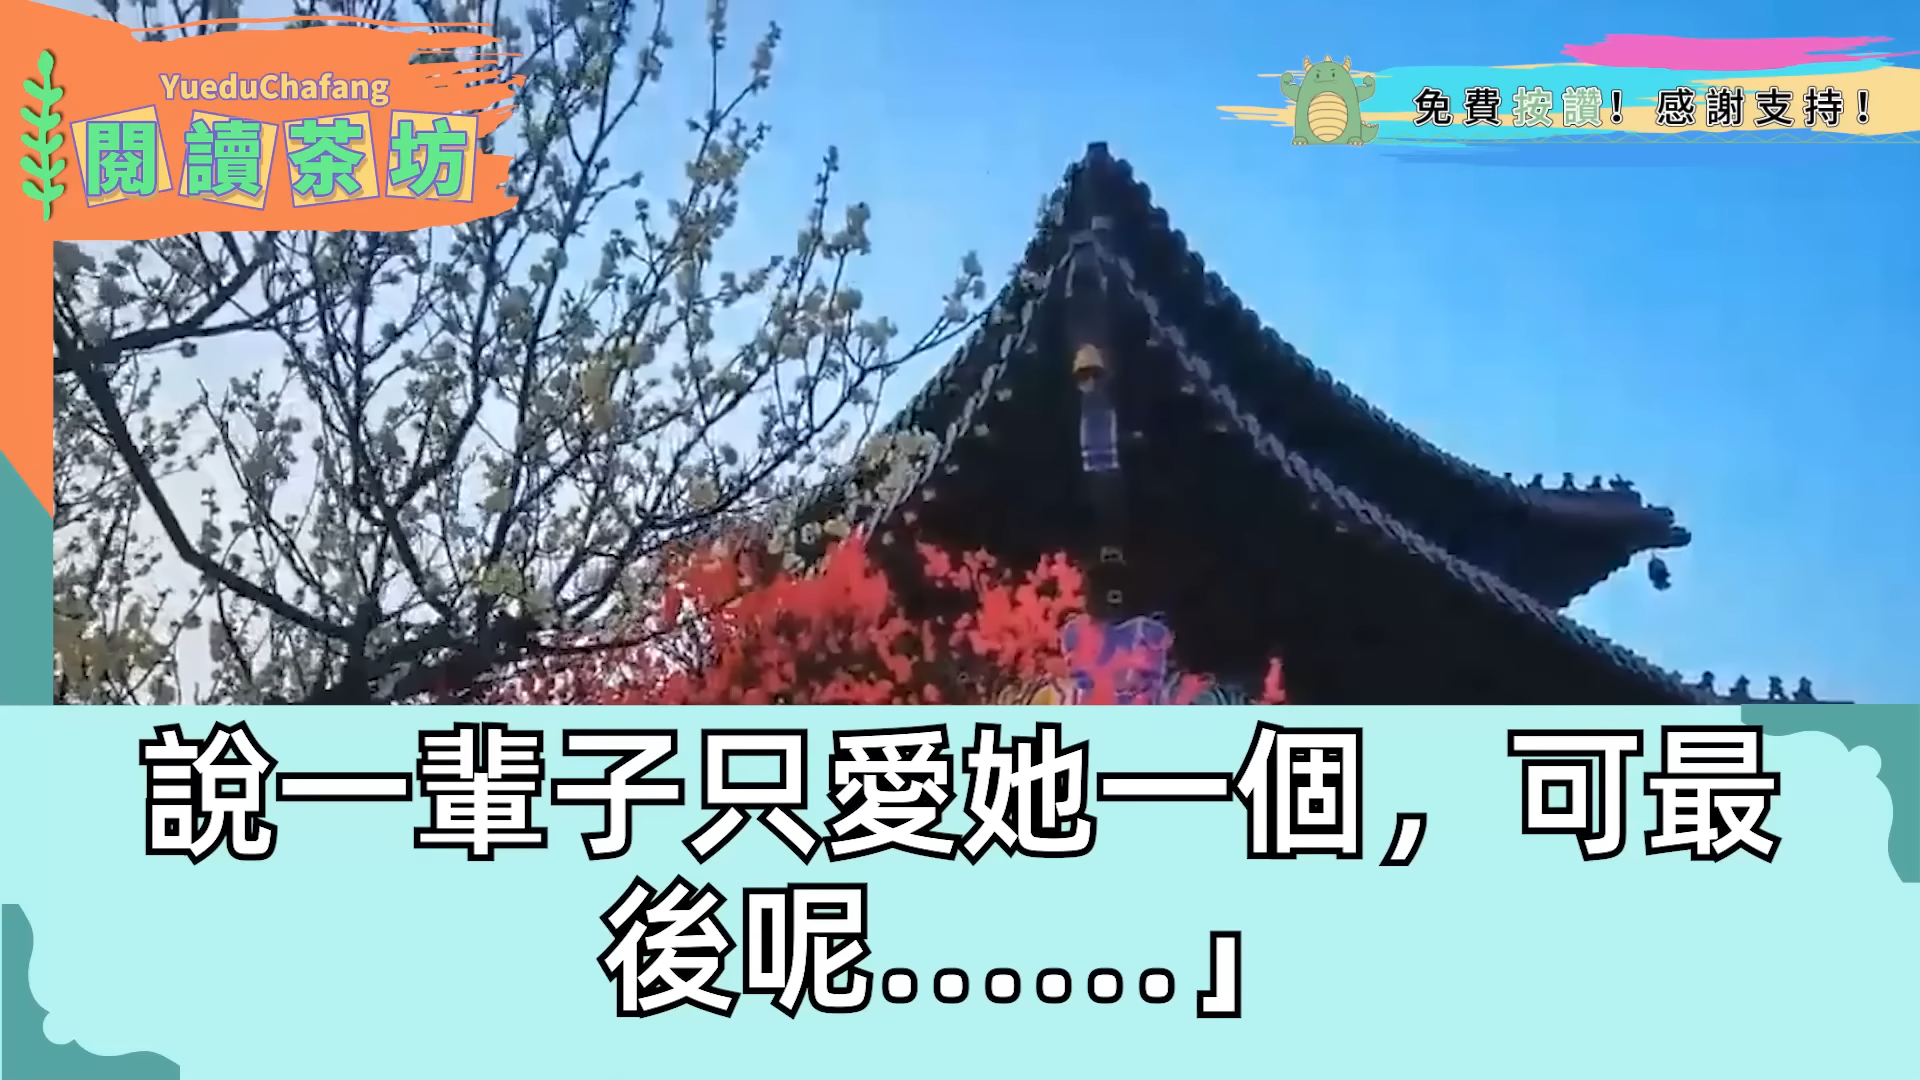 YueduChafang
閱讀茶坊
免費按讚！感謝支持！
說一輩子只愛她一個，可最
後呢......」